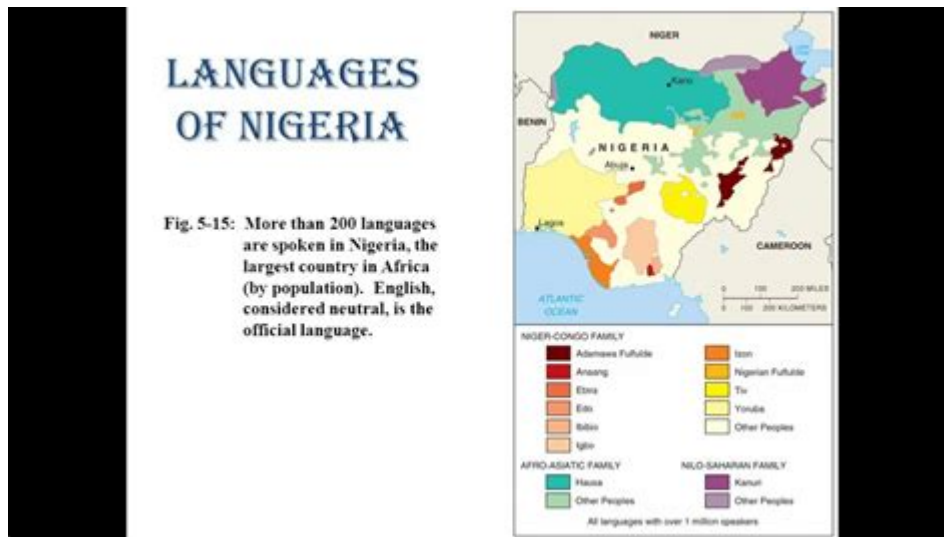 LANGUAGES
OF NIGERIA
Fig. 5-15: More than 200 languages
are spoken in Nigeria, the
largest country in Africa
(by population). English,
considered neutral, is the
official language.
NIGER
Kano
BENIN
NIGERIA
Abuja
Lagos
CAMEROON
ATLANTIC
OCEAN
0 100 200 MILES
0 100 200 KILOMETERS
NIGER-CONGO FAMILY
Adamawa Fulfulde
Anaang
Ebira
Edo
Ibibio
Igbo
Izon
Nigerian Fulfulde
Tiv
Yoruba
Other Peoples
AFRO-ASIATIC FAMILY
Hausa
Other Peoples
NILO-SAHARAN FAMILY
Kanuri
Other Peoples
All languages with over 1 million speakers